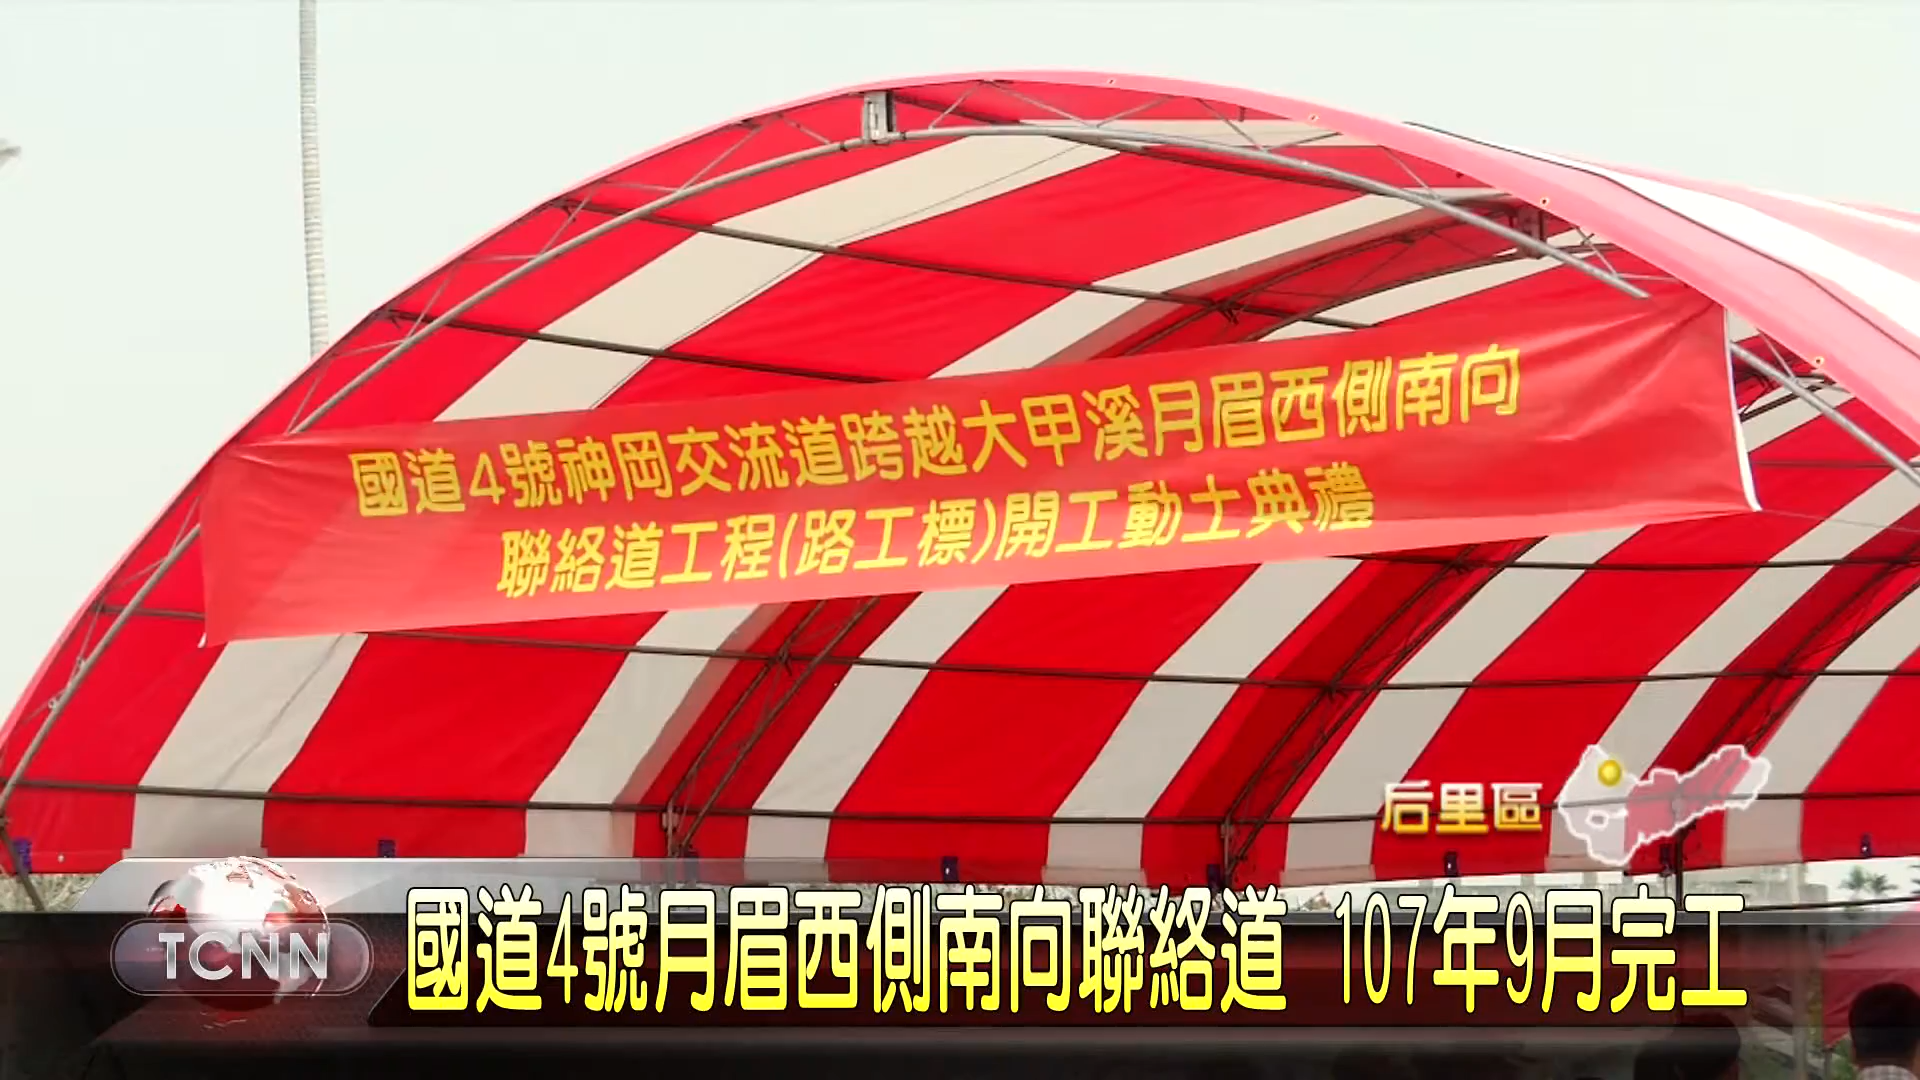 國道4號神岡交流道跨越大甲溪月眉西側南向
聯絡道工程(路工標)開工動土典禮
后里區
TCNN
國道4號月眉西側南向聯絡道 107年9月完工